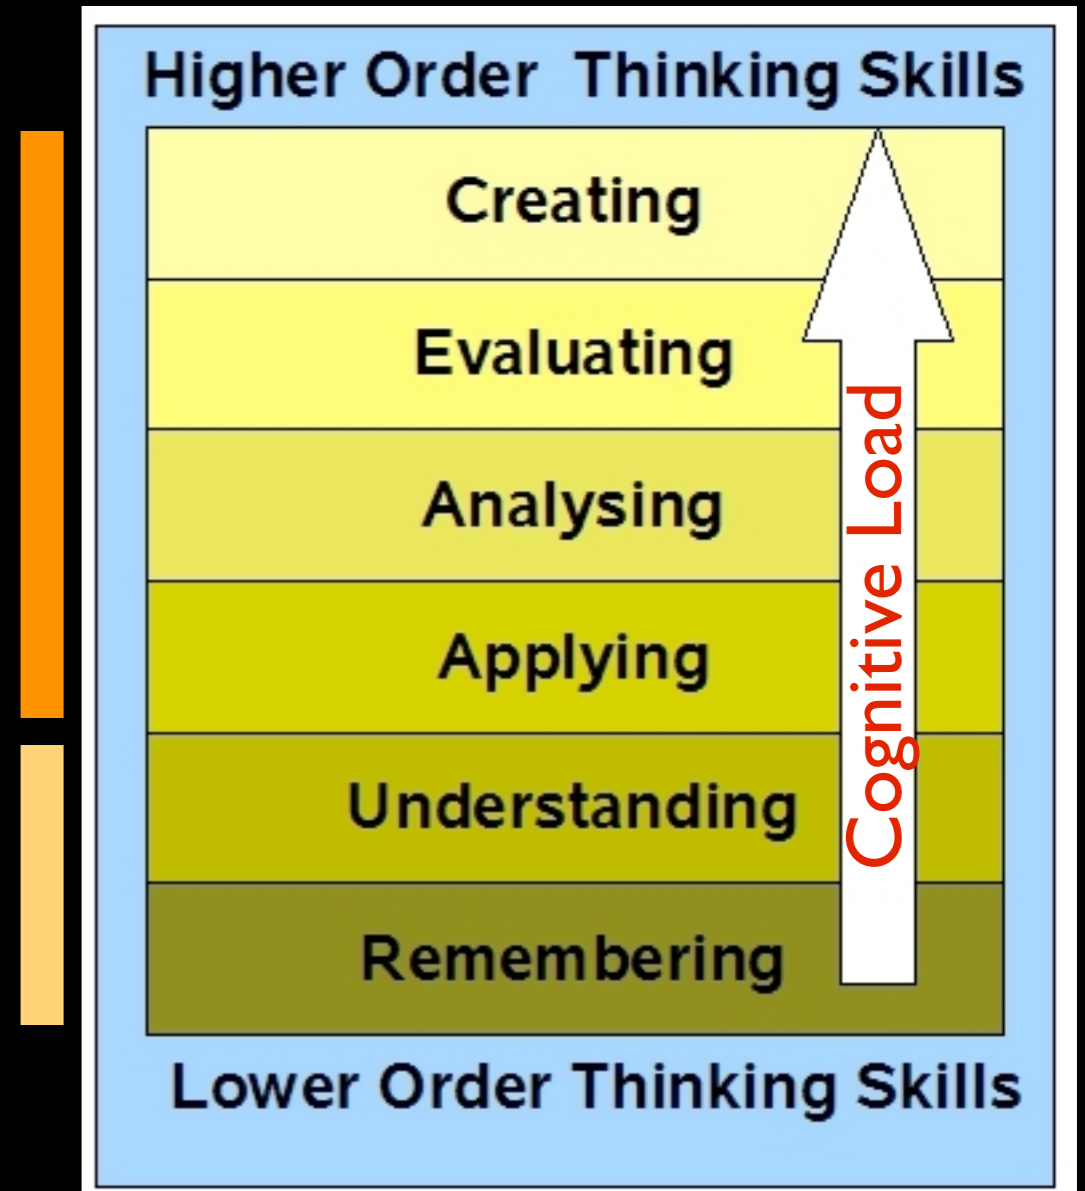 Higher Order Thinking Skills
Creating
Evaluating
Analysing
Applying
Understanding
Remembering
Cognitive Load
Lower Order Thinking Skills